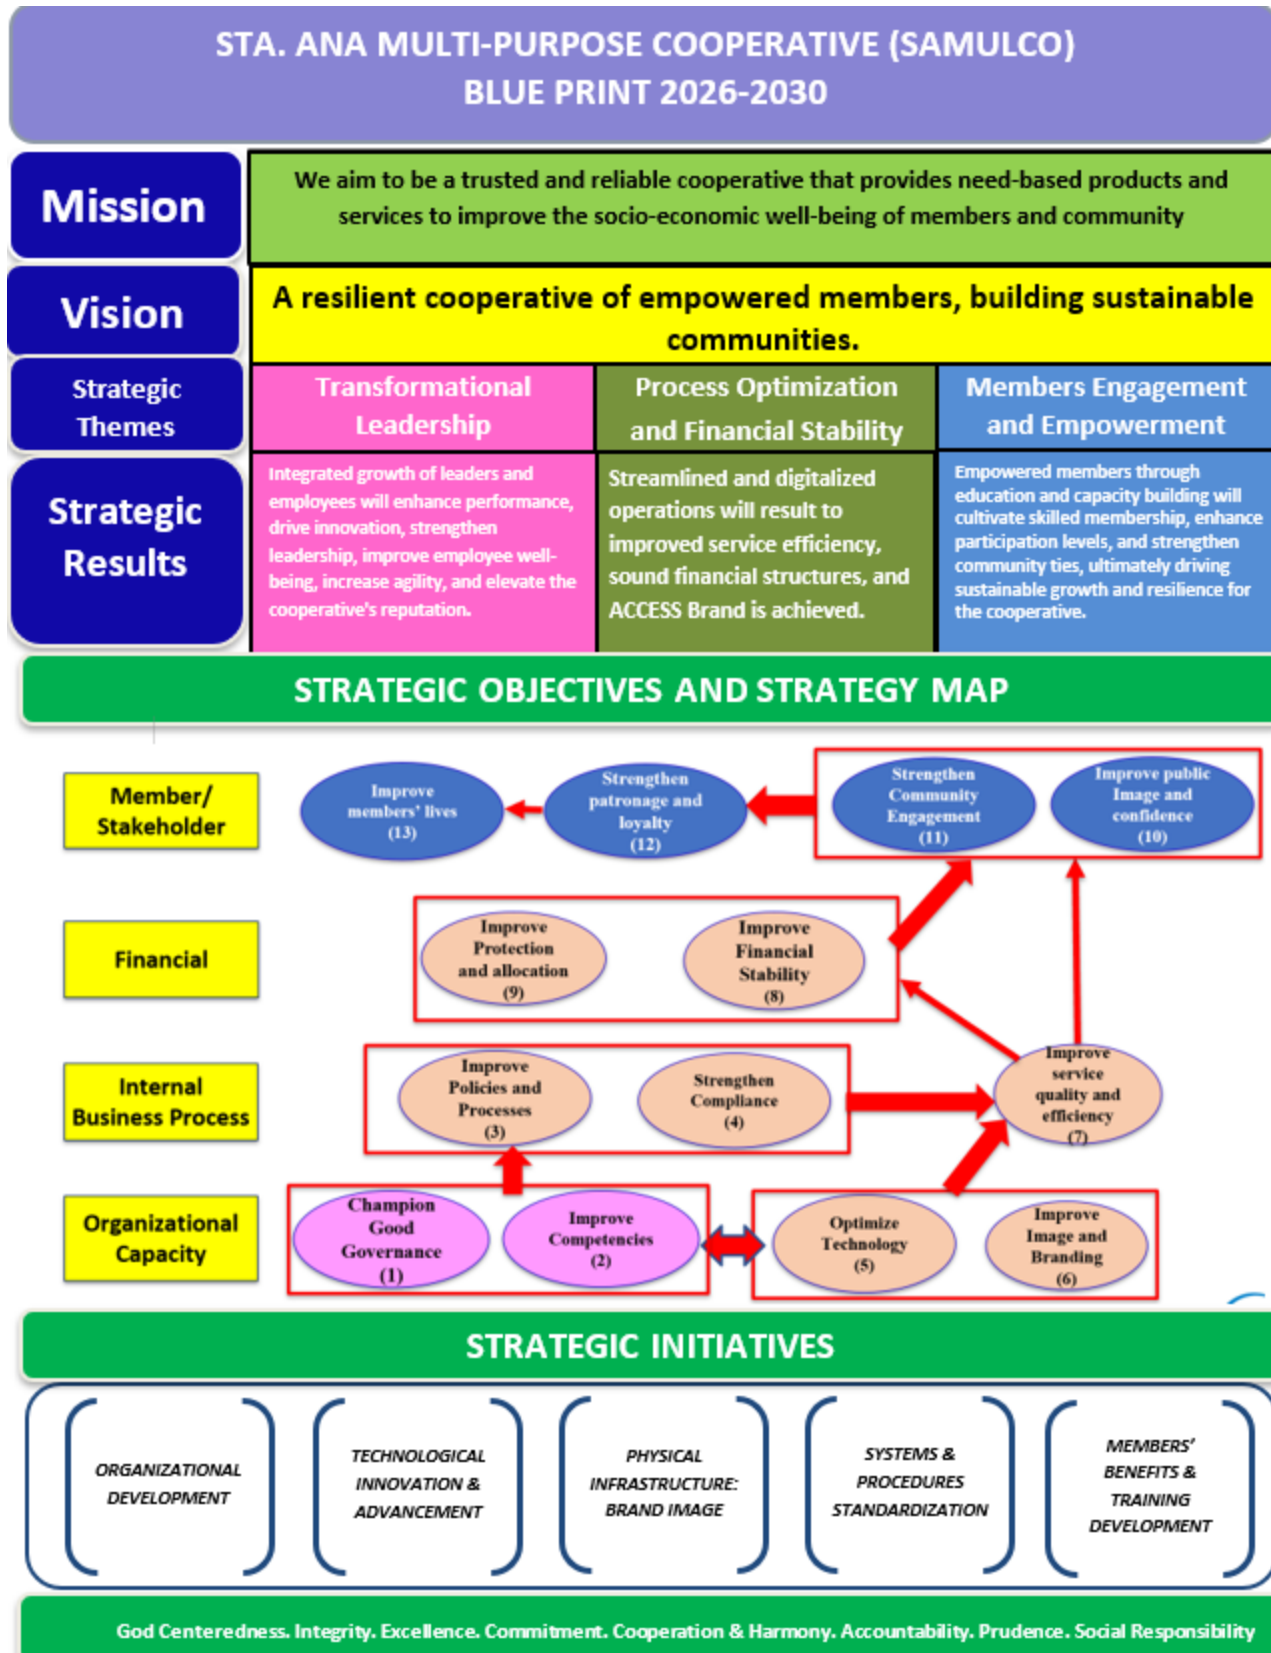 STA. ANA MULTI-PURPOSE COOPERATIVE (SAMULCO)
BLUE PRINT 2026-2030
Mission
We aim to be a trusted and reliable cooperative that provides need-based products and
services to improve the socio-economic well-being of members and community
Vision
A resilient cooperative of empowered members, building sustainable
communities.
Strategic
Themes
Transformational
Leadership
Process Optimization
and Financial Stability
Members Engagement
and Empowerment
Strategic
Results
Integrated growth of leaders and
employees will enhance performance,
drive innovation, strengthen
leadership, improve employee well-
being, increase agility, and elevate the
cooperative's reputation.
Streamlined and digitalized
operations will result to
improved service efficiency,
sound financial structures, and
ACCESS Brand is achieved.
Empowered members through
education and capacity building will
cultivate skilled membership, enhance
participation levels, and strengthen
community ties, ultimately driving
sustainable growth and resilience for
the cooperative.
STRATEGIC OBJECTIVES AND STRATEGY MAP
Member/
Stakeholder
Improve
members' lives
(13)
Strengthen
patronage and
loyalty
(12)
Strengthen
Community
Engagement
(11)
Improve public
Image and
confidence
(10)
Financial
Improve
Protection
and allocation
(9)
Improve
Financial
Stability
(8)
Internal
Business Process
Improve
Policies and
Processes
(3)
Strengthen
Compliance
(4)
Improve
service
quality and
efficiency
(7)
Organizational
Capacity
Champion
Good
Governance
(1)
Improve
Competencies
(2)
Optimize
Technology
(5)
Improve
Image and
Branding
(6)
STRATEGIC INITIATIVES
ORGANIZATIONAL
DEVELOPMENT
TECHNOLOGICAL
INNOVATION &
ADVANCEMENT
PHYSICAL
INFRASTRUCTURE:
BRAND IMAGE
SYSTEMS &
PROCEDURES
STANDARDIZATION
MEMBERS'
BENEFITS &
TRAINING
DEVELOPMENT
God Centeredness. Integrity. Excellence. Commitment. Cooperation & Harmony. Accountability. Prudence. Social Responsibility